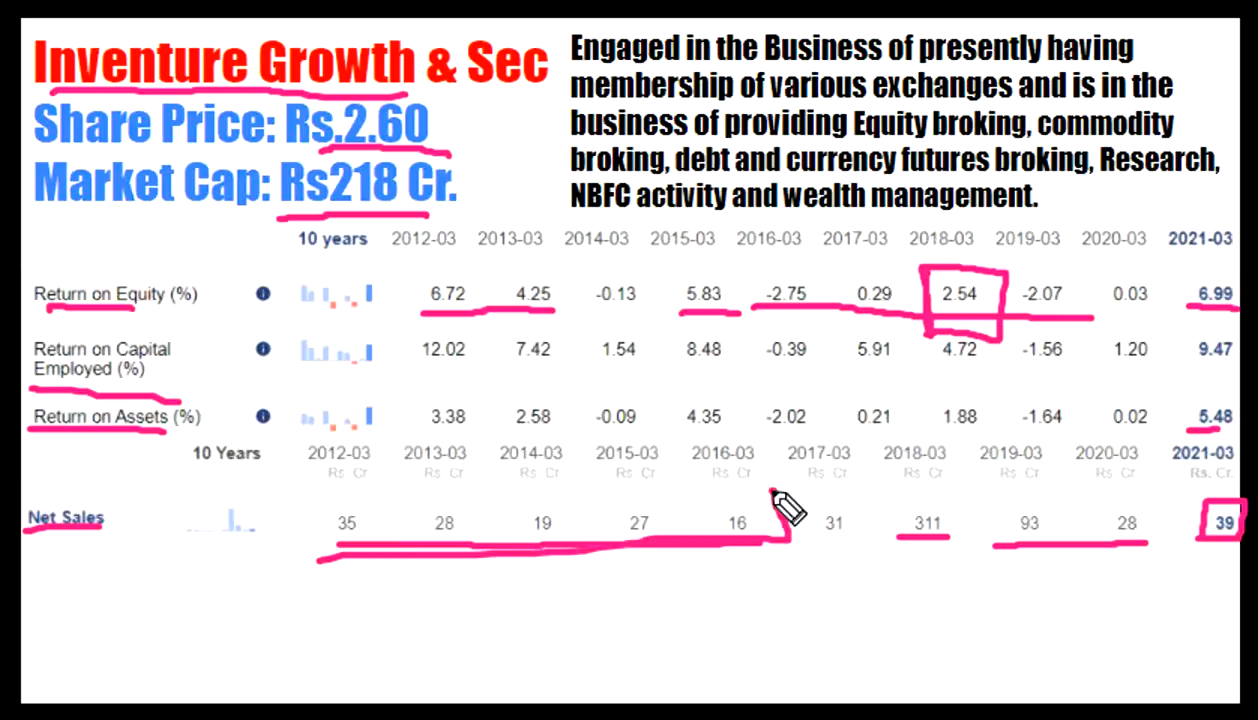 Inventure Growth & Sec
Share Price: Rs.2.60
Market Cap: Rs218 Cr.
Engaged in the Business of presently having
membership of various exchanges and is in the
business of providing Equity broking, commodity
broking, debt and currency futures broking, Research,
NBFC activity and wealth management.
10 years 2012-03 2013-03 2014-03 2015-03 2016-03 2017-03 2018-03 2019-03 2020-03 2021-03
Return on Equity (%) 6.72 4.25 -0.13 5.83 -2.75 0.29 2.54 -2.07 0.03 6.99
Return on Capital
Employed (%) 12.02 7.42 1.54 8.48 -0.39 5.91 4.72 -1.56 1.20 9.47
Return on Assets (%) 3.38 2.58 -0.09 4.35 -2.02 0.21 1.88 -1.64 0.02 5.48
10 Years 2012-03 2013-03 2014-03 2015-03 2016-03 2017-03 2018-03 2019-03 2020-03 2021-03
Rs Cr Rs Cr Rs Cr Rs Cr Rs Cr Rs Cr Rs Cr Rs Cr Rs Cr Rs. Cr.
Net Sales 35 28 19 27 16 31 311 93 28 39